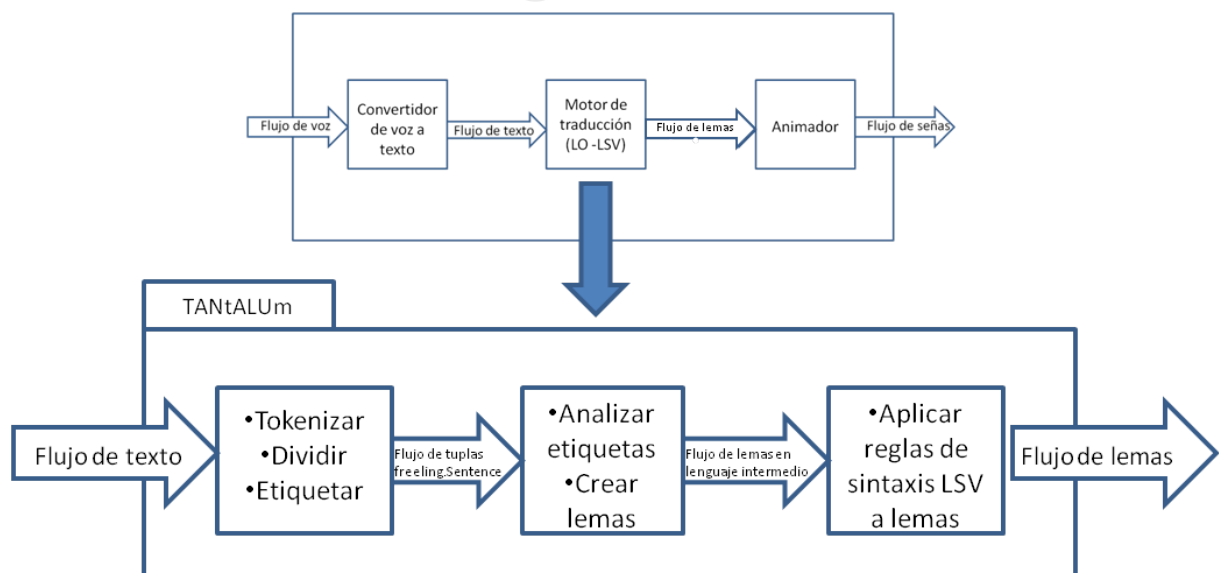 Flujo de voz
Convertidor
de voz a
texto
Flujo de texto
Motor de
traducción
(LO -LSV)
Flujo de lemas
Animador
Flujo de señas
TANtALUm
Flujo de texto
•Tokenizar
•Dividir
•Etiquetar
Flujo de tuplas
freeling.Sentence
•Analizar
etiquetas
•Crear
lemas
Flujo de lemas en
lenguaje intermedio
•Aplicar
reglas de
sintaxis LSV
a lemas
Flujo de lemas